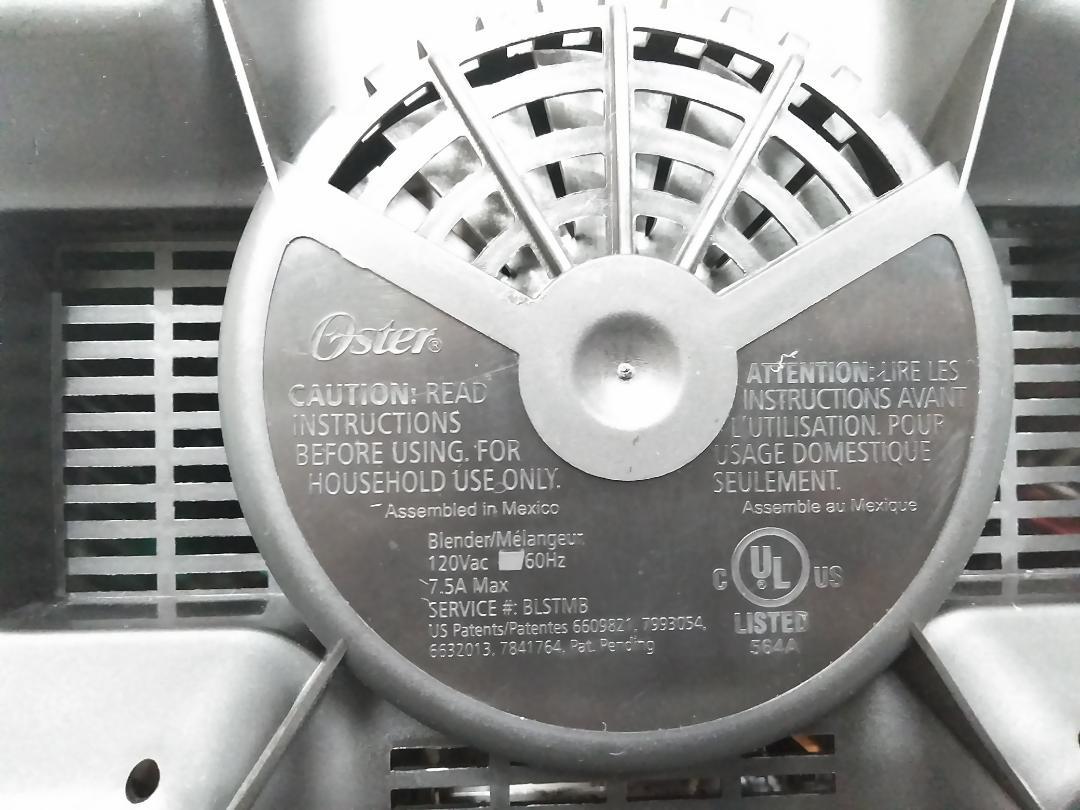 Oster®
CAUTION: READ
INSTRUCTIONS
BEFORE USING. FOR
HOUSEHOLD USE ONLY.
Assembled in Mexico
Blender/Mélangeur
120Vac 60Hz
7.5A Max
SERVICE #: BLSTMB
US Patents/Patentes 6609821, 7993054,
6632013, 7841764, Pat. Pending
ATTENTION: LIRE LES
INSTRUCTIONS AVANT
L'UTILISATION. POUR
USAGE DOMESTIQUE
SEULEMENT.
Assemble au Mexique
C UL® US
LISTED
564A